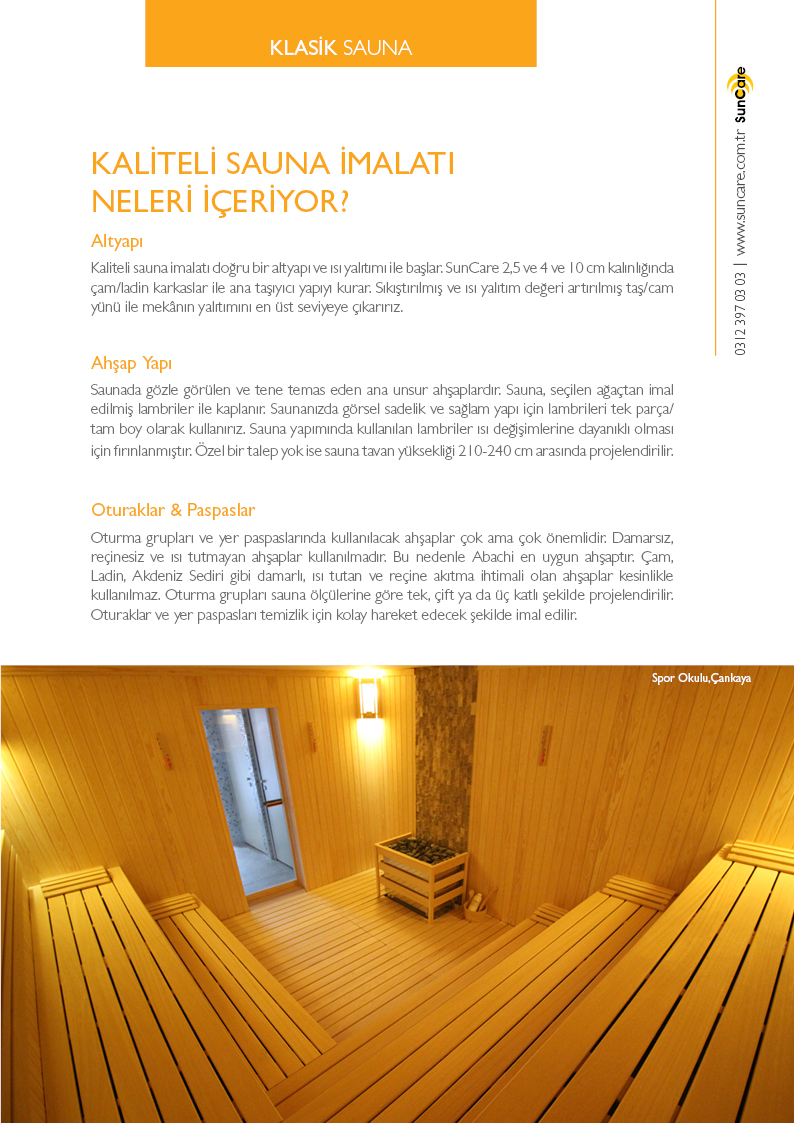 KLASİK SAUNA
KALİTELİ SAUNA İMALATI
NELERİ İÇERİYOR?
Altyapı
Kaliteli sauna imalatı doğru bir altyapı ve ısı yalıtımı ile başlar. SunCare 2,5 ve 4 ve 10 cm kalınlığında
çam/ladin karkaslar ile ana taşıyıcı yapıyı kurar. Sıkıştırılmış ve ısı yalıtım değeri artırılmış taş/cam
yünü ile mekânın yalıtımını en üst seviyeye çıkarırız.
Ahşap Yapı
Saunada gözle görülen ve tene temas eden ana unsur ahşaplardır. Sauna, seçilen ağaçtan imal
edilmiş lambriler ile kaplanır. Saunanızda görsel sadelik ve sağlam yapı için lambrileri tek parça/
tam boy olarak kullanırız. Sauna yapımında kullanılan lambriler ısı değişimlerine dayanıklı olması
için fırınlanmıştır. Özel bir talep yok ise sauna tavan yüksekliği 210-240 cm arasında projelendirilir.
Oturaklar & Paspaslar
Oturma grupları ve yer paspaslarında kullanılacak ahşaplar çok ama çok önemlidir. Damarsız,
reçinesiz ve ısı tutmayan ahşaplar kullanılmadır. Bu nedenle Abachi en uygun ahşaptır. Çam,
Ladin, Akdeniz Sediri gibi damarlı, ısı tutan ve reçine akıtma ihtimali olan ahşaplar kesinlikle
kullanılmaz. Oturma grupları sauna ölçülerine göre tek, çift ya da üç katlı şekilde projelendirilir.
Oturaklar ve yer paspasları temizlik için kolay hareket edecek şekilde imal edilir.
Spor Okulu,Çankaya
0312 397 03 03 | www.suncare.com.tr SunCare